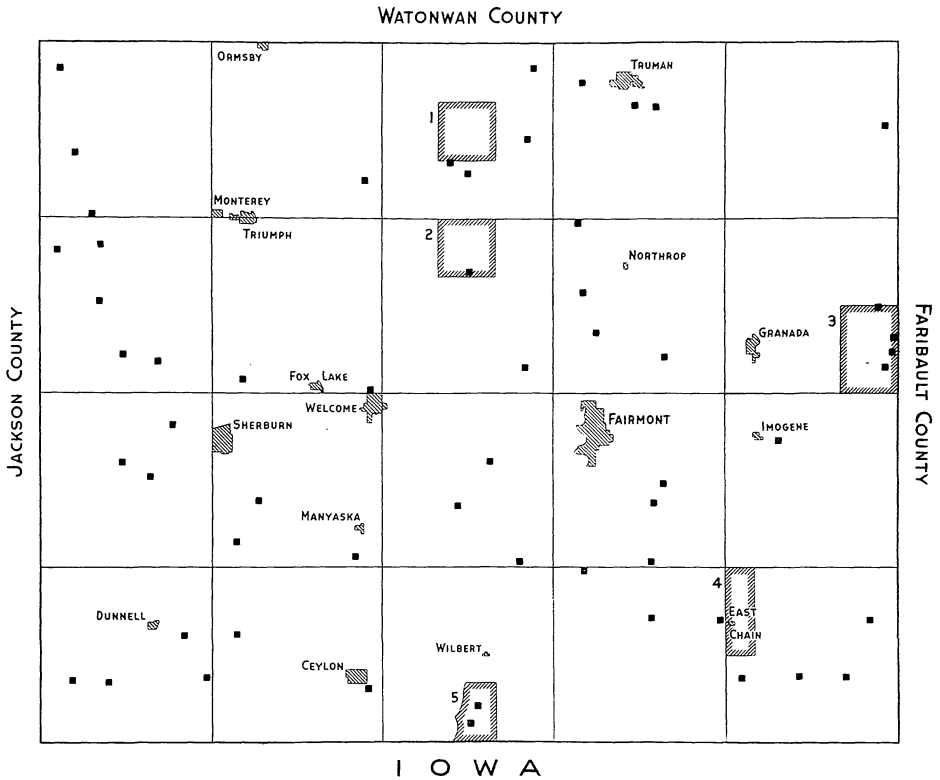 WATONWAN COUNTY
ORMSBY
TRUMAN
1
MONTEREY
TRIUMPH
2
NORTHROP
JACKSON COUNTY
FARIBAULT COUNTY
3
GRANADA
FOX LAKE
WELCOME
SHERBURN
FAIRMONT
IMOGENE
MANYASKA
4
DUNNELL
EAST
CHAIN
WILBERT
CEYLON
5
IOWA